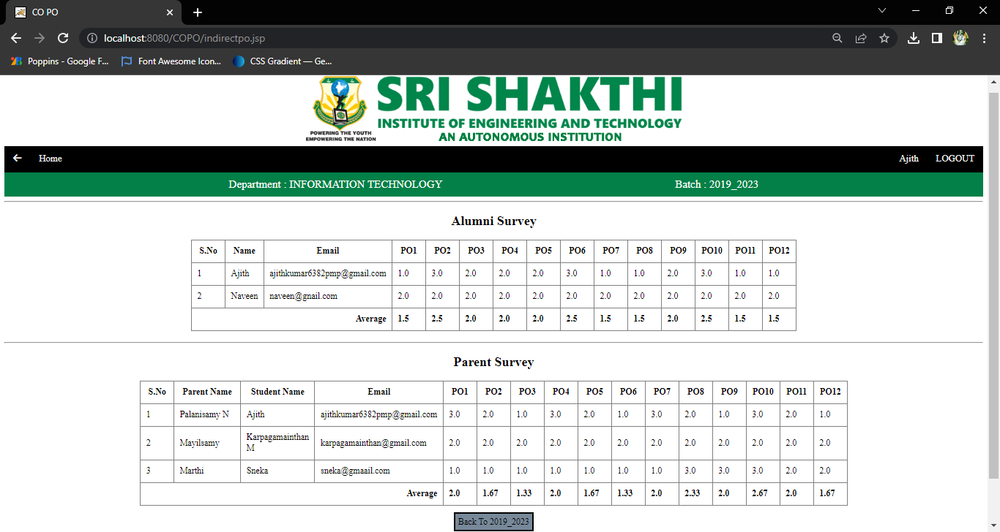 CO PO
localhost:8080/COPO/indirectpo.jsp
Poppins - Google F... Font Awesome Icon... CSS Gradient — Ge...
SRI SHAKTHI
INSTITUTE OF ENGINEERING AND TECHNOLOGY
AN AUTONOMOUS INSTITUTION
POWERING THE YOUTH
EMPOWERING THE NATION
Home Ajith LOGOUT
Department : INFORMATION TECHNOLOGY Batch : 2019_2023
Alumni Survey
S.No Name Email PO1 PO2 PO3 PO4 PO5 PO6 PO7 PO8 PO9 PO10 PO11 PO12
1 Ajith ajithkumar6382pmp@gmail.com 1.0 3.0 2.0 2.0 2.0 3.0 1.0 1.0 2.0 3.0 1.0 1.0
2 Naveen naveen@gnail.com 2.0 2.0 2.0 2.0 2.0 2.0 2.0 2.0 2.0 2.0 2.0 2.0
Average 1.5 2.5 2.0 2.0 2.0 2.5 1.5 1.5 2.0 2.5 1.5 1.5
Parent Survey
S.No Parent Name Student Name Email PO1 PO2 PO3 PO4 PO5 PO6 PO7 PO8 PO9 PO10 PO11 PO12
1 Palanisamy N Ajith ajithkumar6382pmp@gmail.com 3.0 2.0 1.0 3.0 2.0 1.0 3.0 2.0 1.0 3.0 2.0 1.0
2 Mayilsamy Karpagamainthan M karpagamainthan@gmail.com 2.0 2.0 2.0 2.0 2.0 2.0 2.0 2.0 2.0 2.0 2.0 2.0
3 Marthi Sneka sneka@gmaail.com 1.0 1.0 1.0 1.0 1.0 1.0 1.0 3.0 3.0 3.0 2.0 2.0
Average 2.0 1.67 1.33 2.0 1.67 1.33 2.0 2.33 2.0 2.67 2.0 1.67
Back To 2019_2023